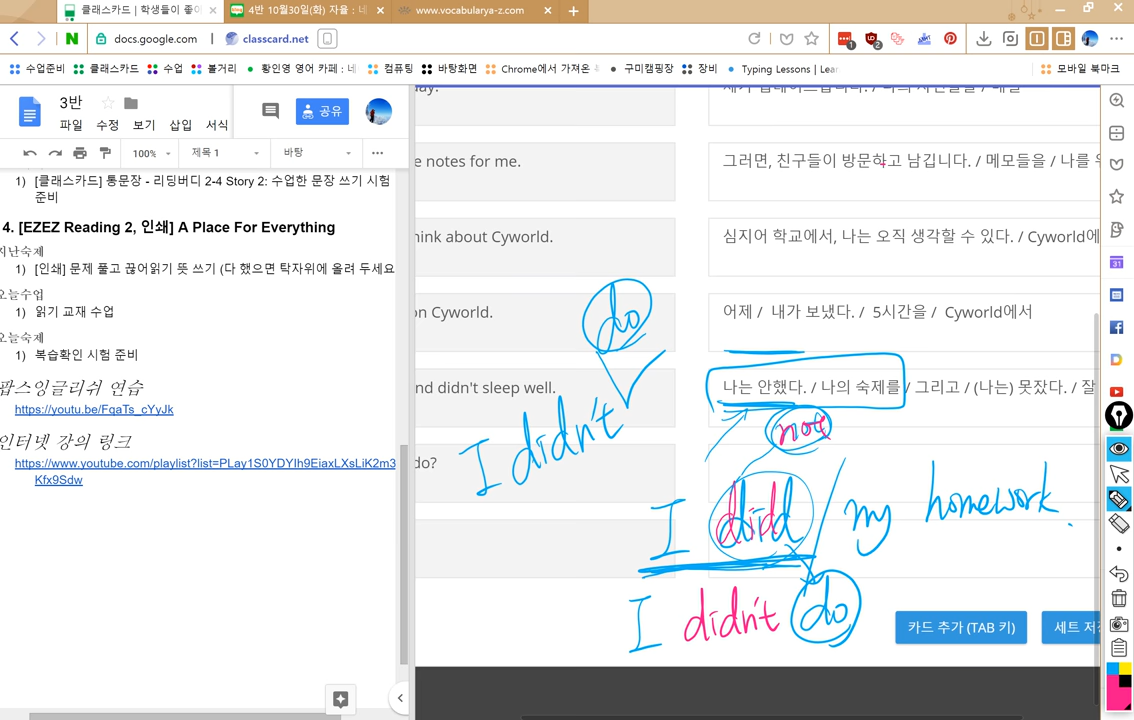 클래스카드 | 학생들이 좋아
4반 10월30일(화) 자율 : 네
www.vocabularya-z.com
docs.google.com
classcard.net
수업준비
클래스카드
수업
볼거리
황인영 영어 카페 : 네
컴퓨팅
바탕화면
Chrome에서 가져온
구미캠핑장
장비
Typing Lessons | Lear
모바일 북마크
3반
파일 수정 보기 삽입 서식
공유
100% 제목 1 바탕
1) [클래스카드] 통문장 - 리딩버디 2-4 Story 2: 수업한 문장 쓰기 시험
준비
4. [EZEZ Reading 2, 인쇄] A Place For Everything
지난숙제
1) [인쇄] 문제 풀고 끊어읽기 뜻 쓰기 (다 했으면 탁자위에 올려 두세요
오늘수업
1) 읽기 교재 수업
오늘숙제
1) 복습확인 시험 준비
팝스잉글리쉬 연습
https://youtu.be/FqaTs_cYyJk
인터넷 강의 링크
https://www.youtube.com/playlist?list=PLay1S0YDYIh9EiaxLXsLiK2m3
Kfx9Sdw
day.
e notes for me.
그러면, 친구들이 방문하고 남깁니다. / 메모들을 / 나를
hink about Cyworld.
심지어 학교에서, 나는 오직 생각할 수 있다. / Cyworld에
on Cyworld.
어제 / 내가 보냈다. / 5시간을 / Cyworld에서
nd didn't sleep well.
나는 안했다. / 나의 숙제를 / 그리고 / (나는) 못잤다. / 잘
do?
do
I didn't
not
I did / my homework.
I didn't do
카드 추가 (TAB 키)
세트 저